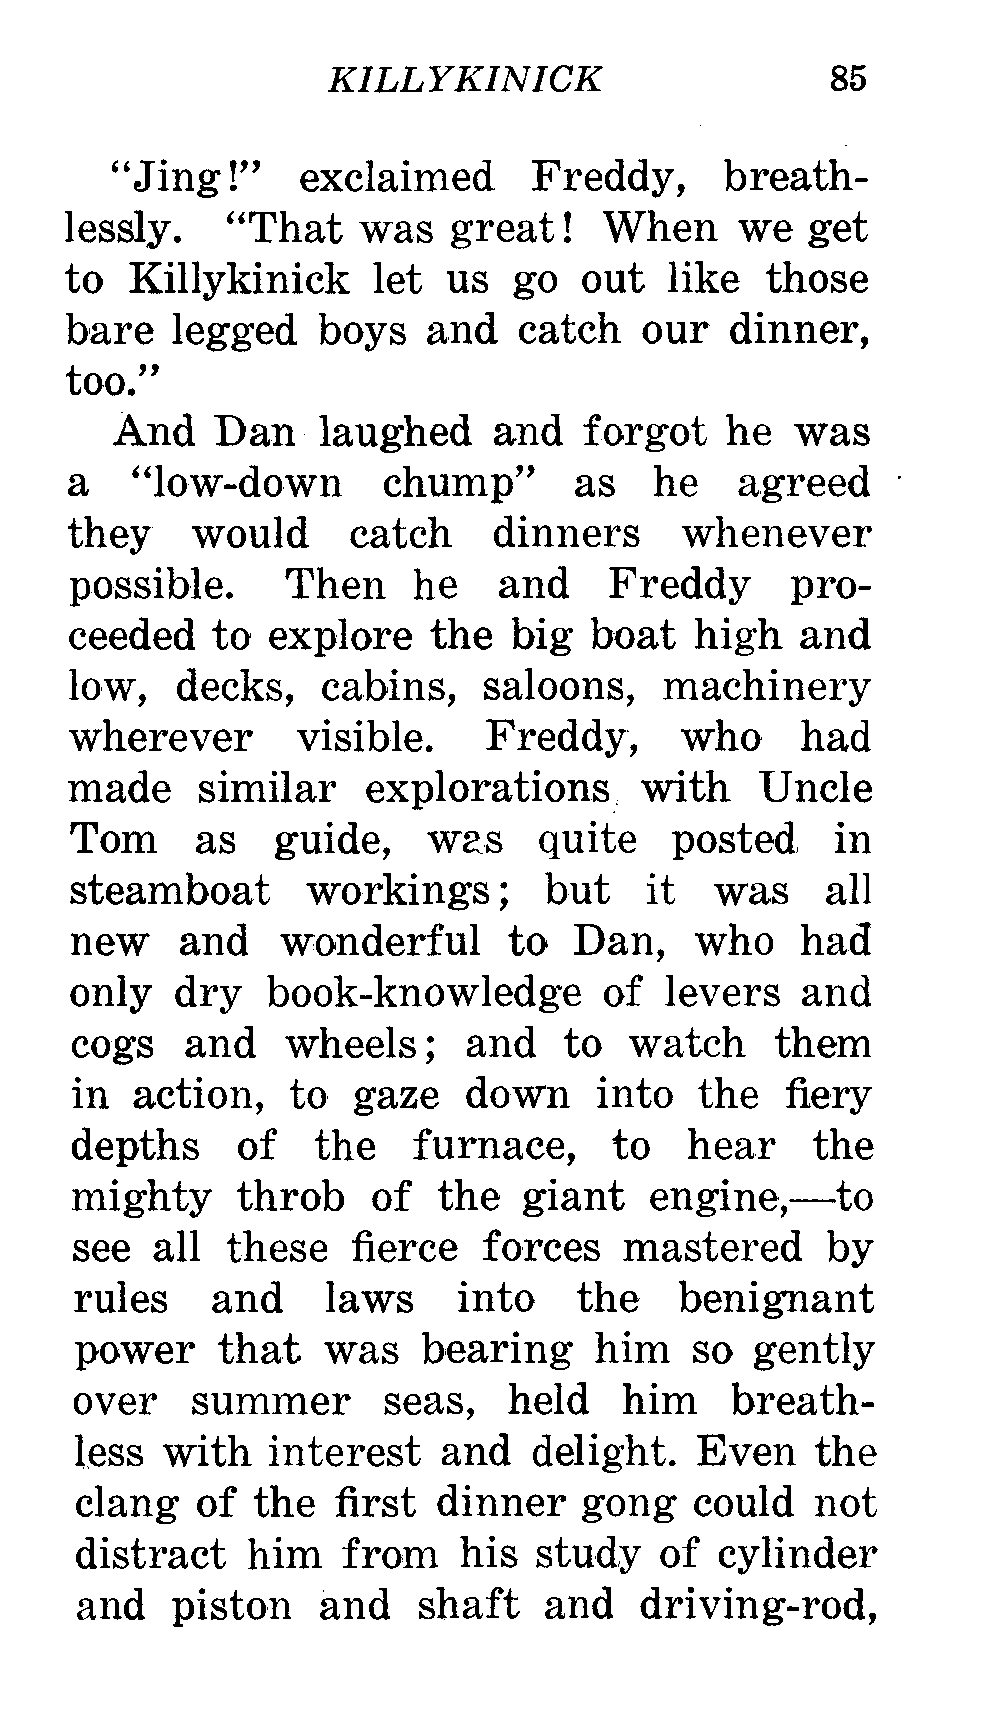 KILLYKINICK 85
"Jing!" exclaimed Freddy, breath-
lessly. "That was great! When we get
to Killykinick let us go out like those
bare legged boys and catch our dinner,
too."
And Dan laughed and forgot he was
a "low-down chump" as he agreed
they would catch dinners whenever
possible. Then he and Freddy pro-
ceeded to explore the big boat high and
low, decks, cabins, saloons, machinery
wherever visible. Freddy, who had
made similar explorations with Uncle
Tom as guide, was quite posted in
steamboat workings; but it was all
new and wonderful to Dan, who had
only dry book-knowledge of levers and
cogs and wheels; and to watch them
in action, to gaze down into the fiery
depths of the furnace, to hear the
mighty throb of the giant engine,—to
see all these fierce forces mastered by
rules and laws into the benignant
power that was bearing him so gently
over summer seas, held him breath-
less with interest and delight. Even the
clang of the first dinner gong could not
distract him from his study of cylinder
and piston and shaft and driving-rod,